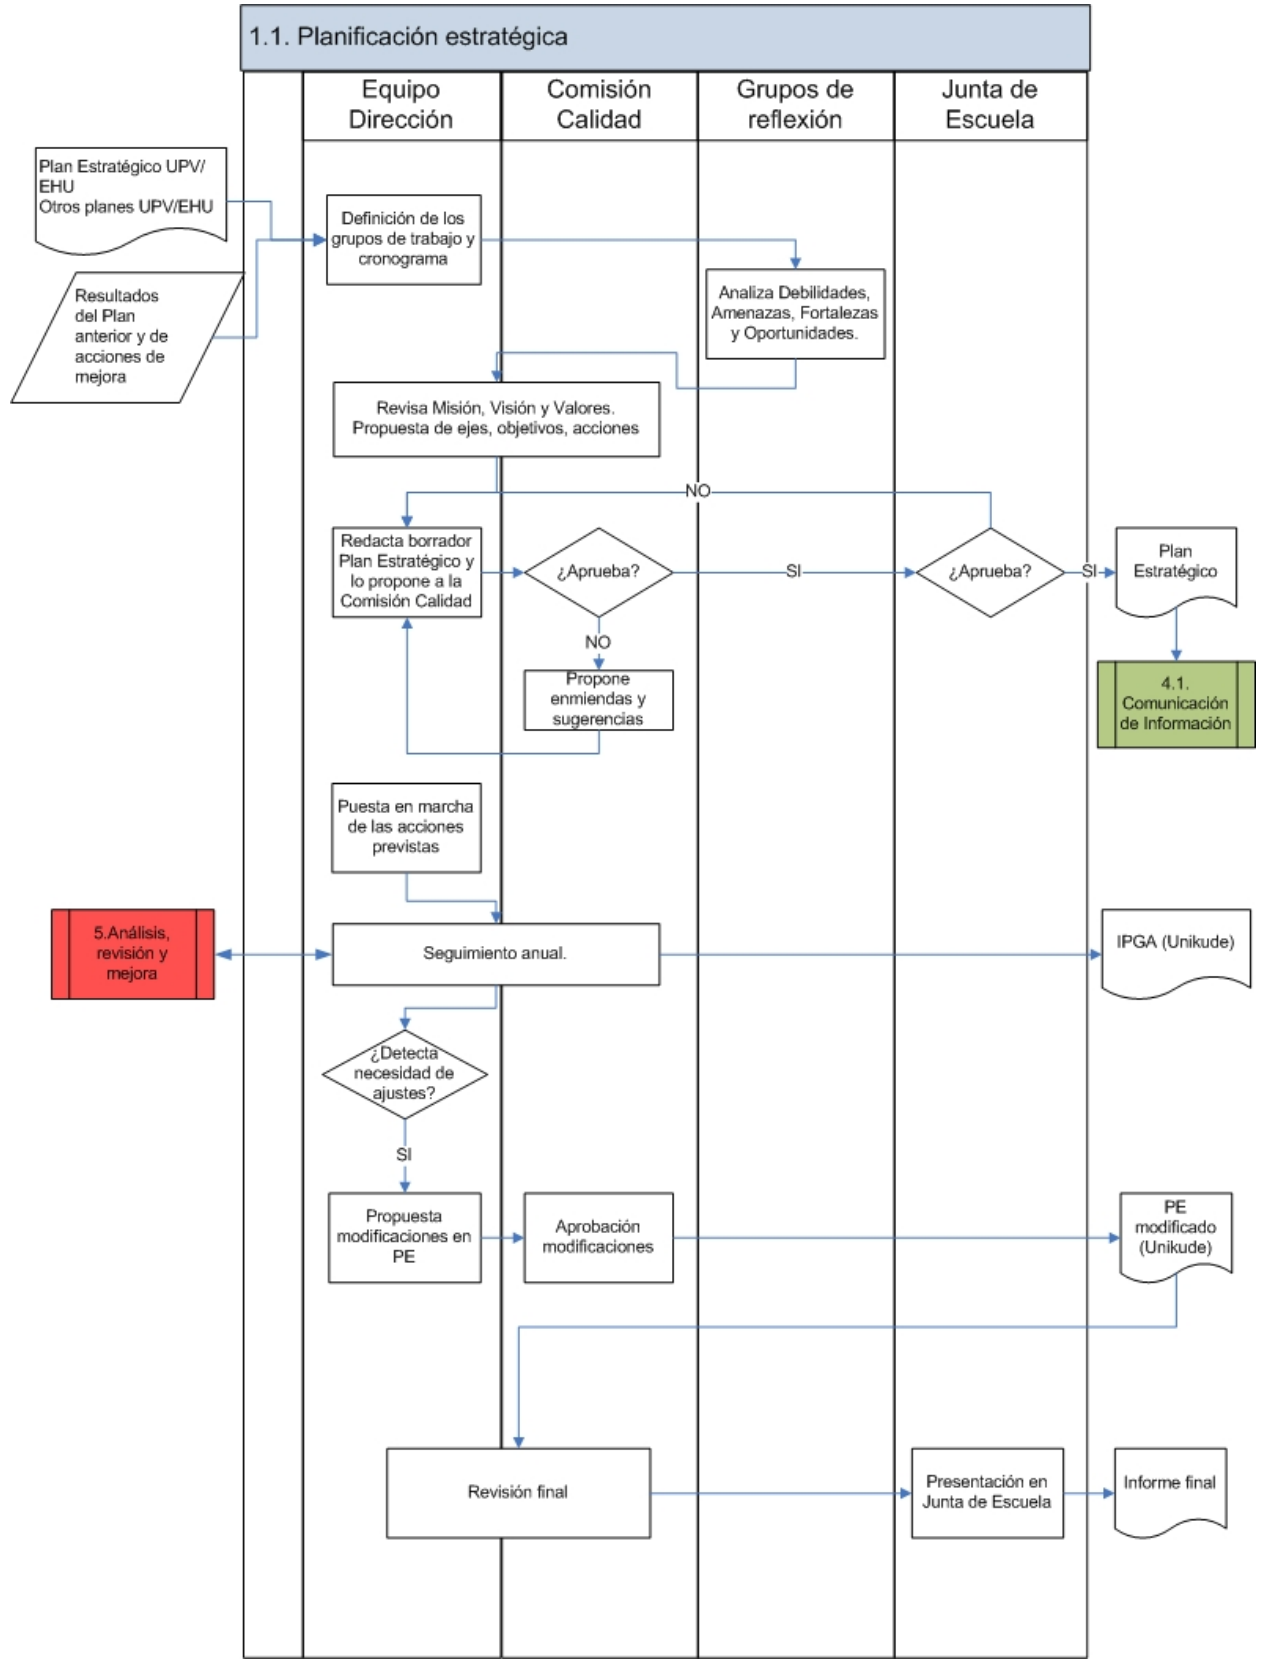 1.1. Planificación estratégica
Equipo
Dirección
Comisión
Calidad
Grupos de
reflexión
Junta de
Escuela
Plan Estratégico UPV/
EHU
Otros planes UPV/EHU
Definición de los
grupos de trabajo y
cronograma
Resultados
del Plan
anterior y de
acciones de
mejora
Analiza Debilidades,
Amenazas, Fortalezas
y Oportunidades.
Revisa Misión, Visión y Valores.
Propuesta de ejes, objetivos, acciones
NO
Redacta borrador
Plan Estratégico y
lo propone a la
Comisión Calidad
¿Aprueba?
SI
¿Aprueba?
SI
Plan
Estratégico
NO
Propone
enmiendas y
sugerencias
4.1.
Comunicación
de Información
Puesta en marcha
de las acciones
previstas
5.Análisis,
revisión y
mejora
Seguimiento anual.
IPGA (Unikude)
¿Detecta
necesidad de
ajustes?
SI
Propuesta
modificaciones en
PE
Aprobación
modificaciones
PE
modificado
(Unikude)
Revisión final
Presentación en
Junta de Escuela
Informe final